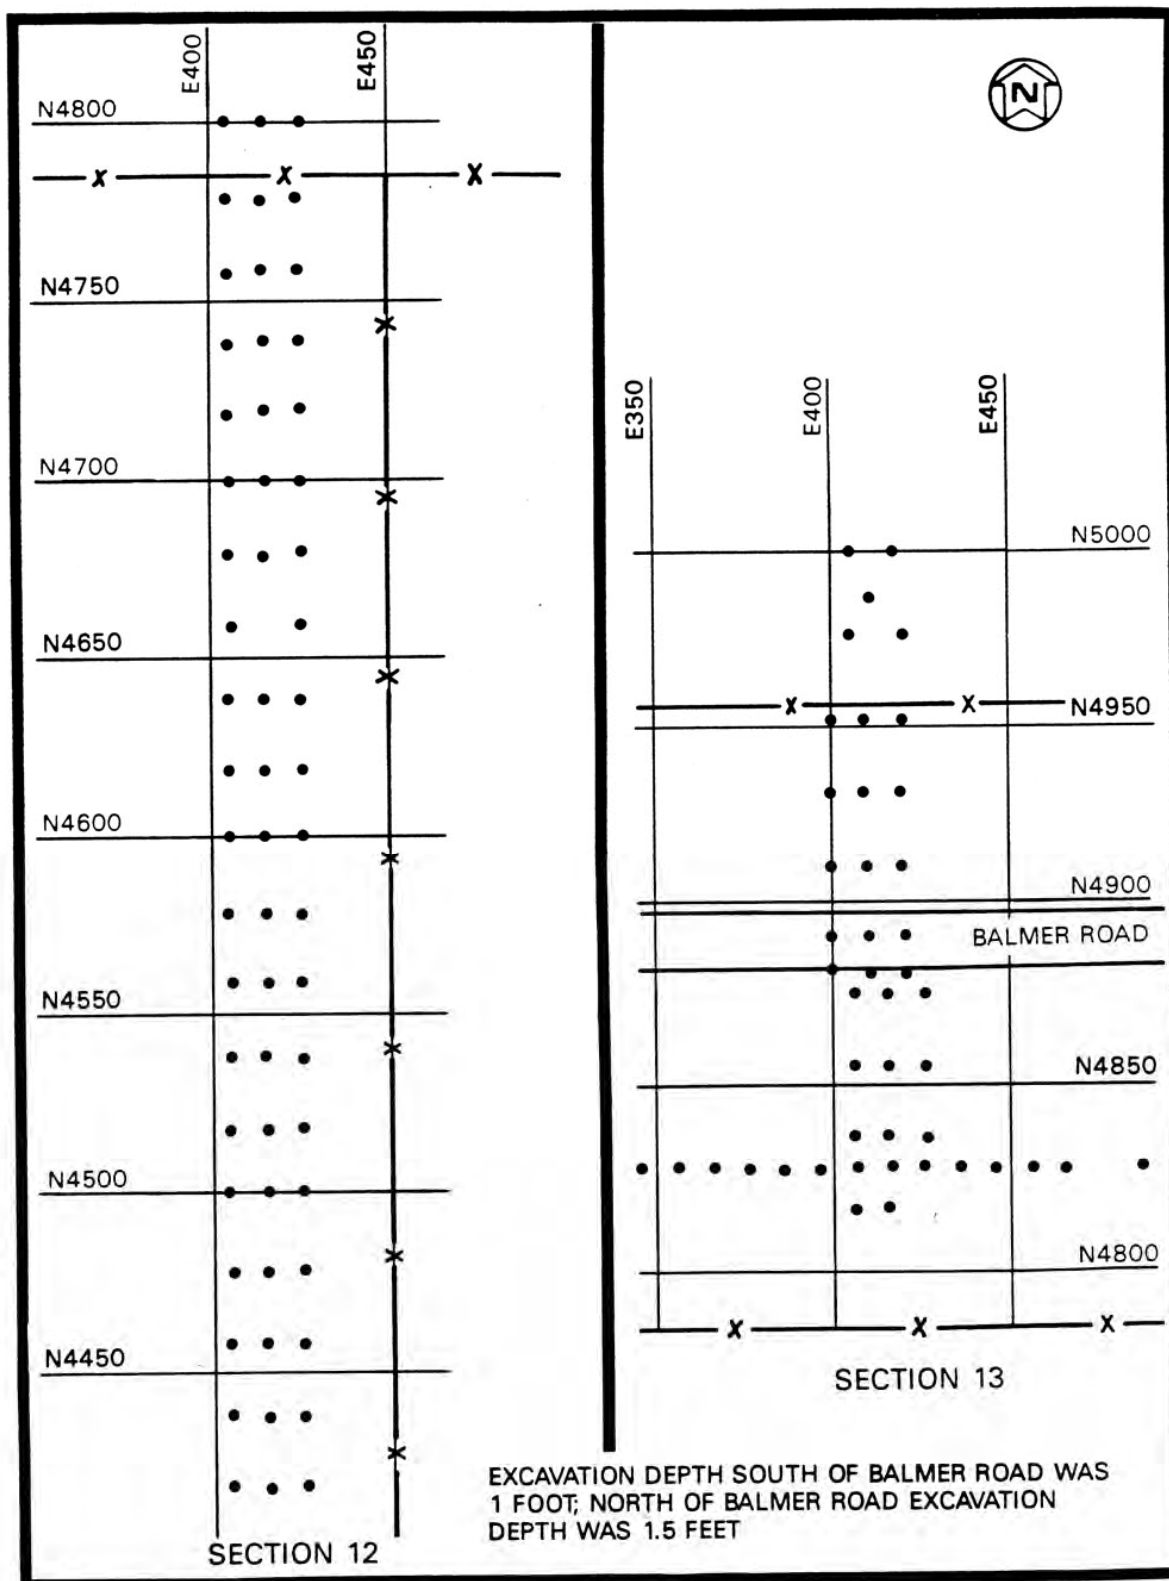 E400
E450
N4800
N4750
N4700
N4650
N4600
N4550
N4500
N4450
SECTION 12
N
E350
E400
E450
N5000
N4950
N4900
BALMER ROAD
N4850
N4800
SECTION 13
EXCAVATION DEPTH SOUTH OF BALMER ROAD WAS
1 FOOT; NORTH OF BALMER ROAD EXCAVATION
DEPTH WAS 1.5 FEET